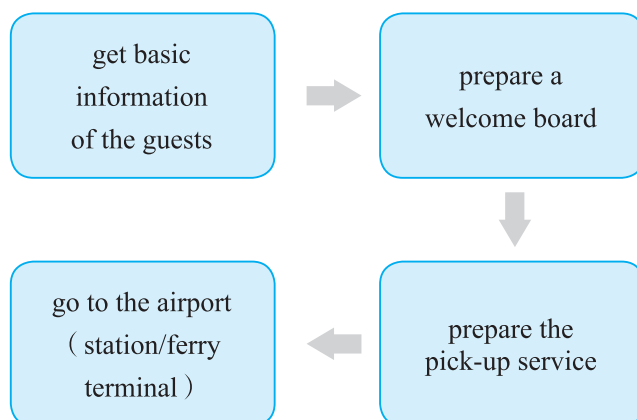 get basic
information
of the guests
prepare a
welcome board
prepare the
pick-up service
go to the airport
（station/ferry
terminal）